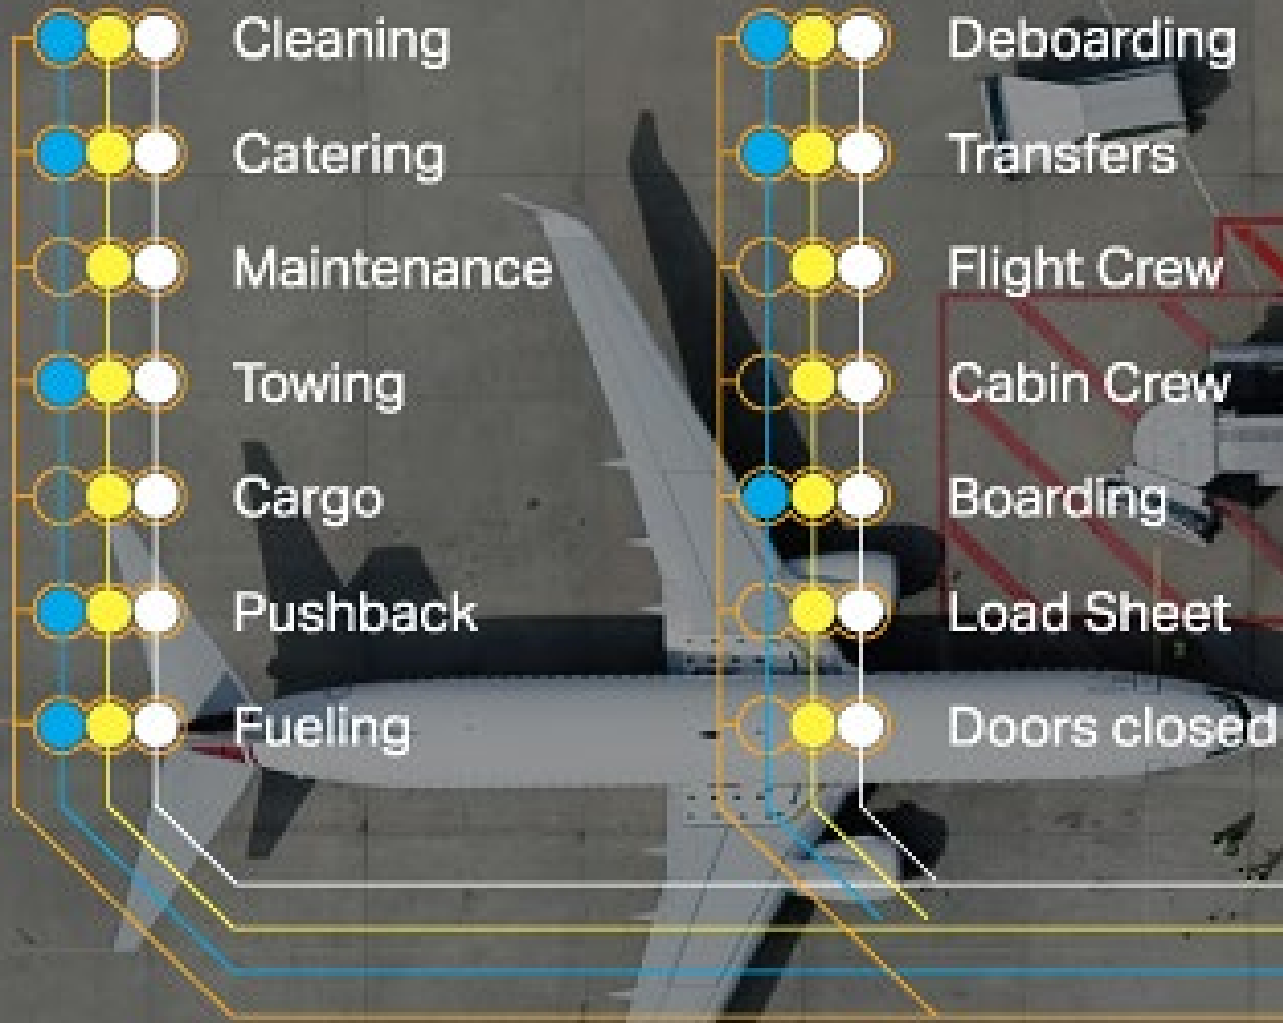 Cleaning
Catering
Maintenance
Towing
Cargo
Pushback
Fueling
Deboarding
Transfers
Flight Crew
Cabin Crew
Boarding
Load Sheet
Doors closed